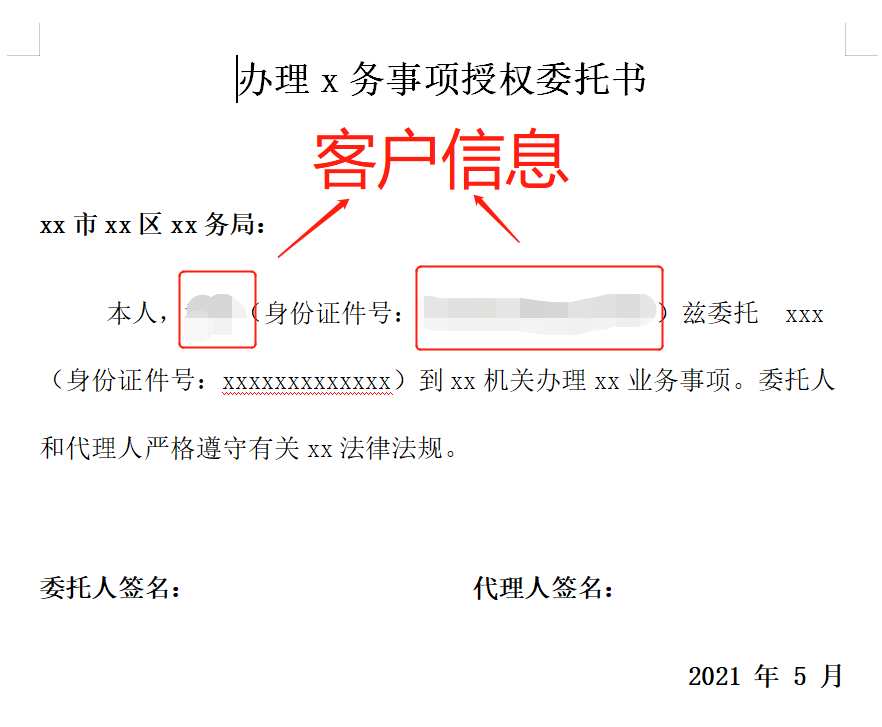 办理 x 务事项授权委托书
客户信息
xx 市 xx 区 xx 务局：
本人，（身份证件号：）兹委托 xxx
（身份证件号：xxxxxxxxxxxxx）到 xx 机关办理 xx 业务事项。委托人
和代理人严格遵守有关 xx 法律法规。
委托人签名： 代理人签名：
2021 年 5 月